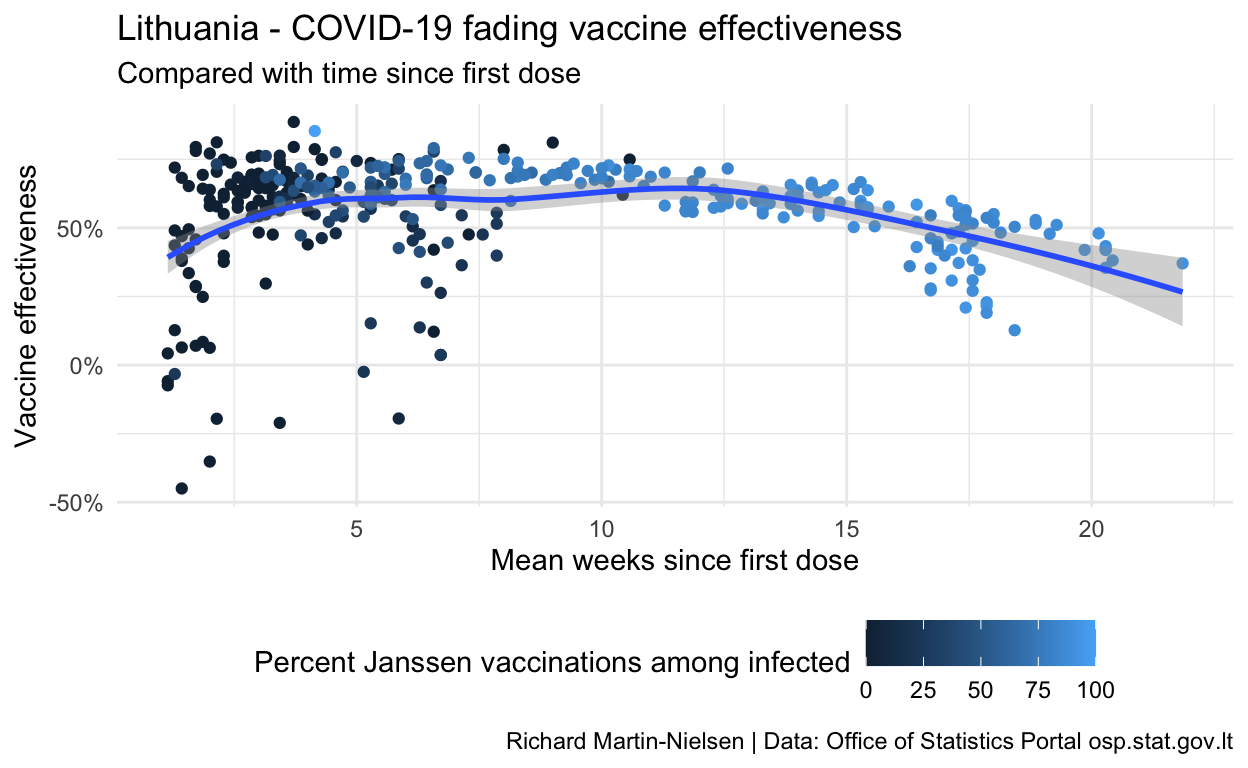 Lithuania - COVID-19 fading vaccine effectiveness
Compared with time since first dose
Vaccine effectiveness
50%
0%
-50%
5 10 15 20
Mean weeks since first dose
Percent Janssen vaccinations among infected
0 25 50 75 100
Richard Martin-Nielsen | Data: Office of Statistics Portal osp.stat.gov.lt